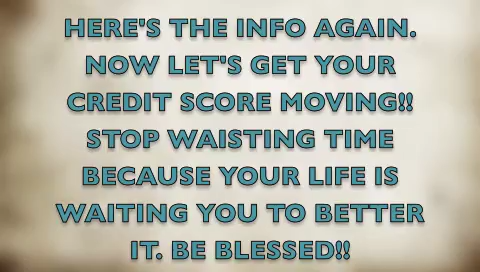 HERE'S THE INFO AGAIN.
NOW LET'S GET YOUR
CREDIT SCORE MOVING!!
STOP WAISTING TIME
BECAUSE YOUR LIFE IS
WAITING YOU TO BETTER
IT. BE BLESSED!!